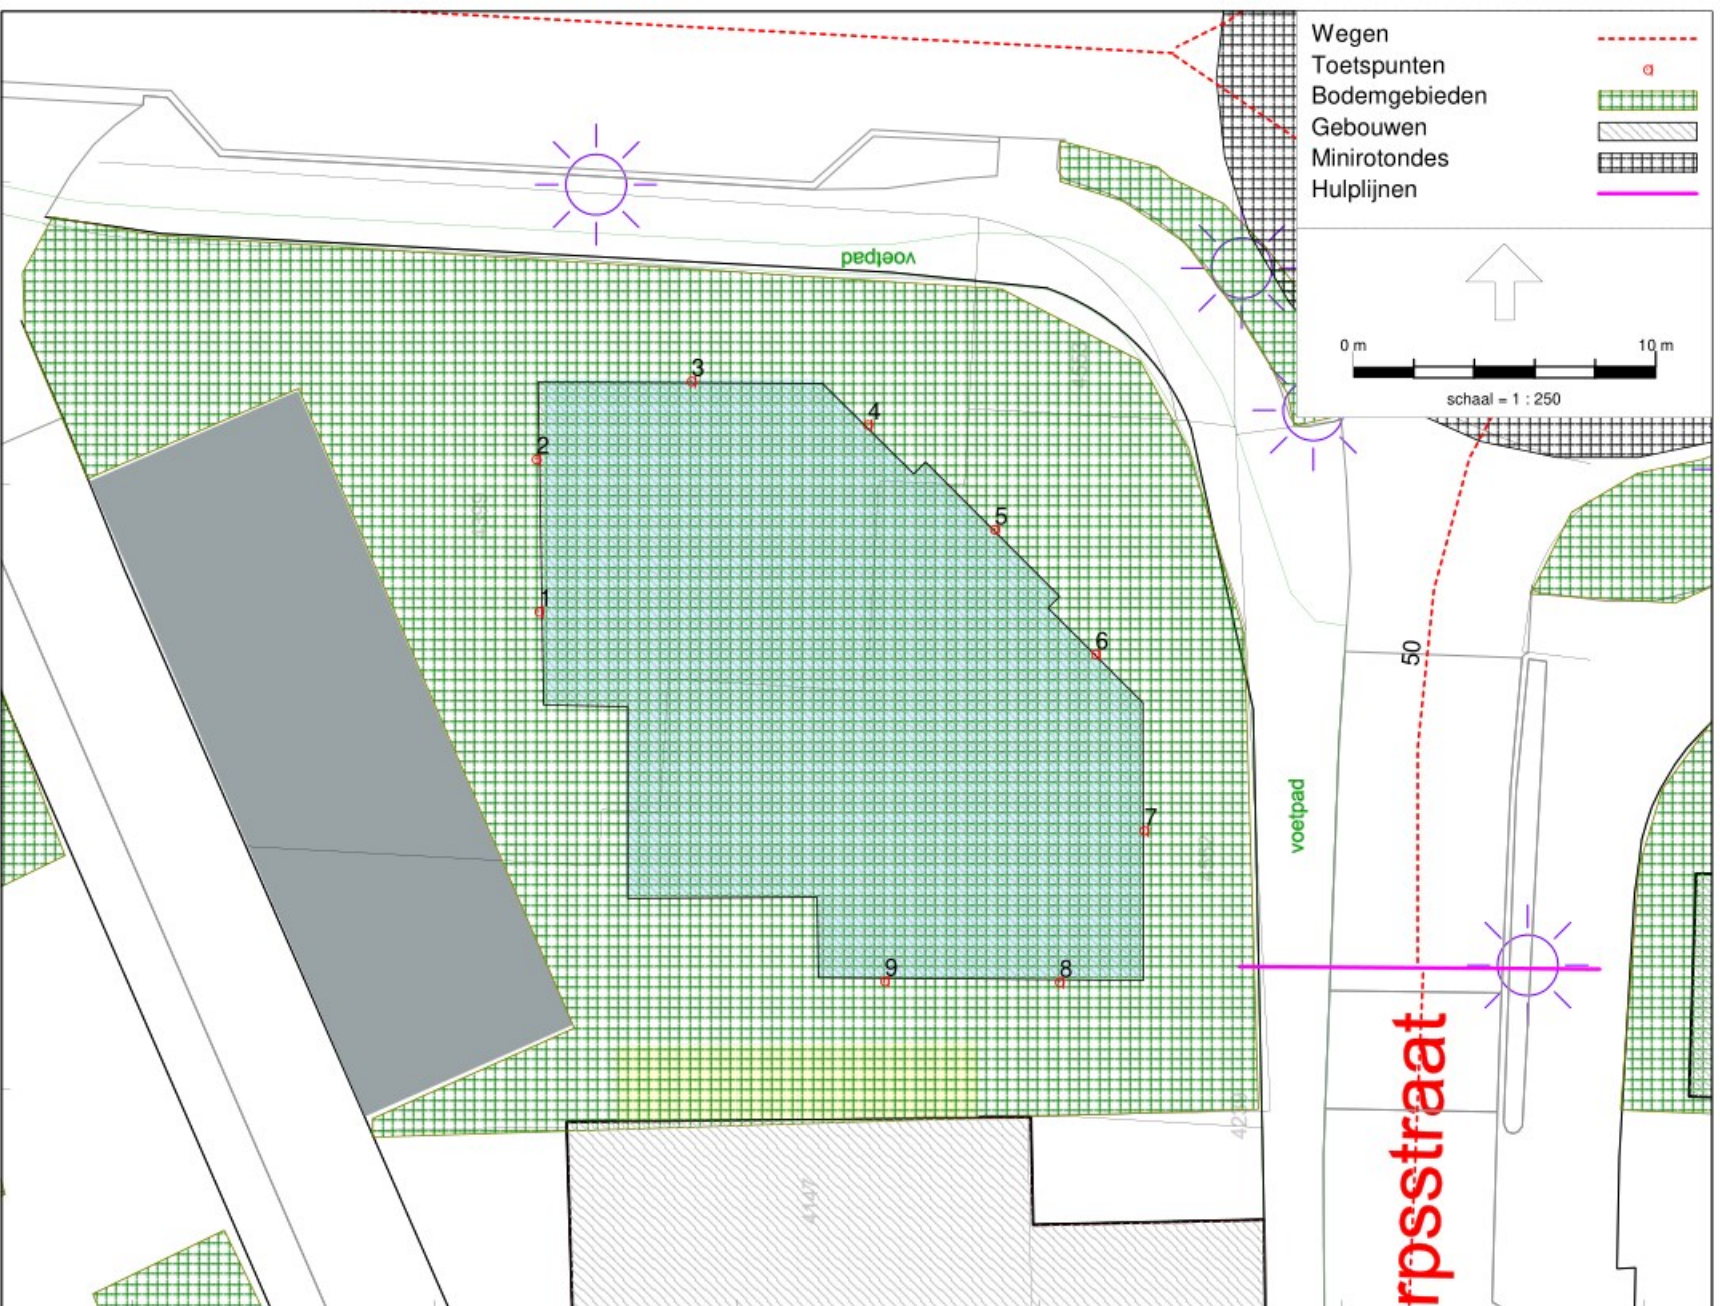 Wegen
Toetspunten
Bodemgebieden
Gebouwen
Minirotondes
Hulplijnen
0 m
10 m
schaal = 1 : 250
voetpad
3
4
2
5
1
6
50
7
voetpad
9
8
4147
rpsstraat